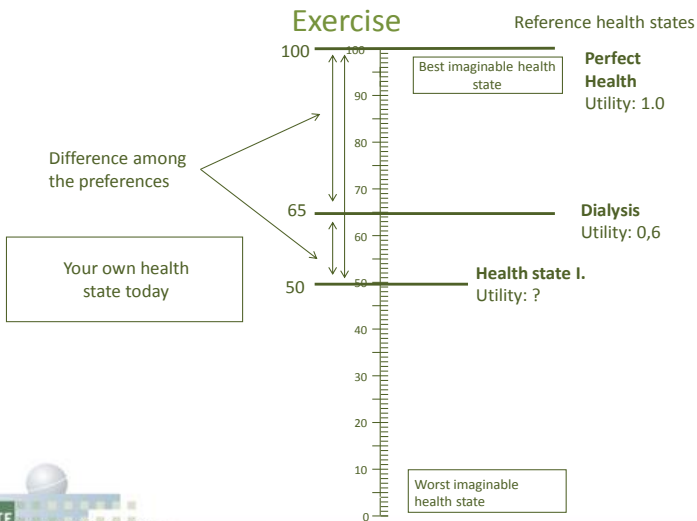 Exercise
Reference health states
100
100
Best imaginable health
state
Perfect
Health
Utility: 1.0
90
80
Difference among
the preferences
70
65
Dialysis
Utility: 0,6
60
Your own health
state today
Health state I.
Utility: ?
50
50
40
30
20
10
Worst imaginable
health state
0